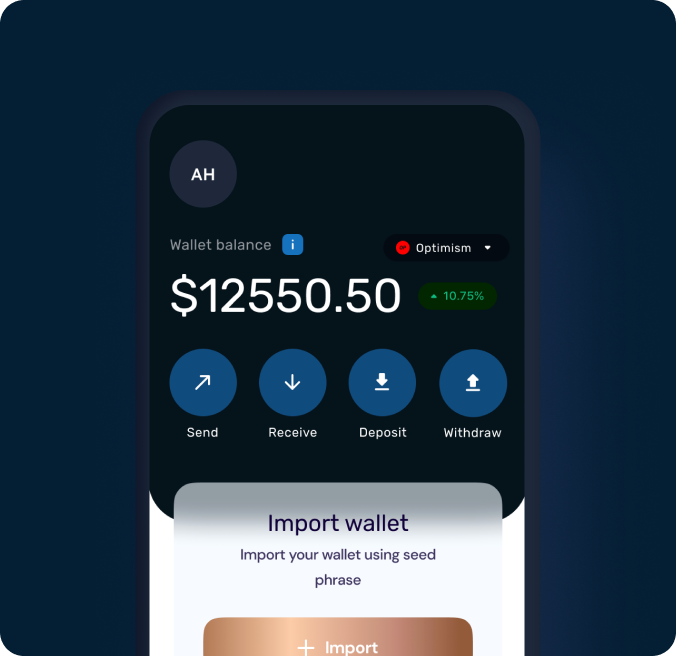 AH
Wallet balance i
Optimism
$12550.50
10.75%
Send Receive Deposit Withdraw
Import wallet
Import your wallet using seed
phrase
Import